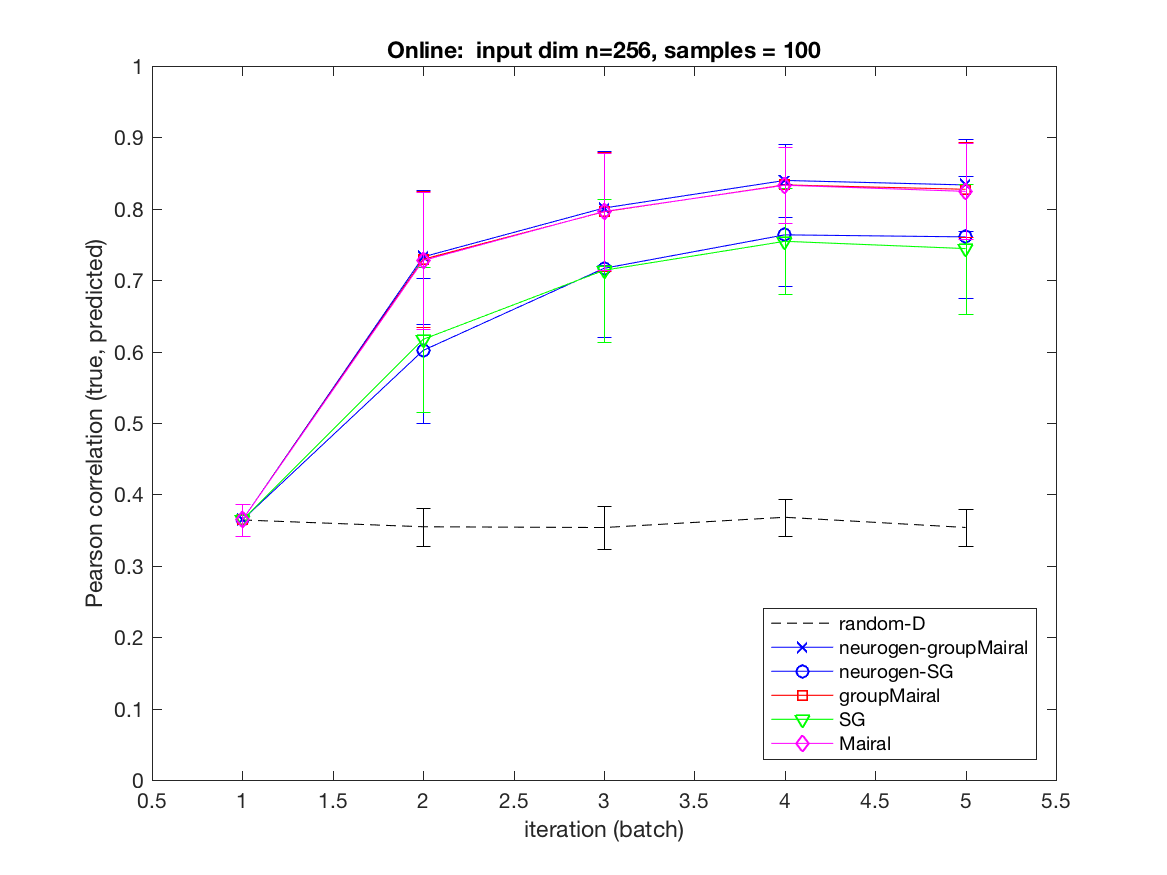 Online:  input dim n=256, samples = 100
Pearson correlation (true, predicted)
1
0.9
0.8
0.7
0.6
0.5
0.4
0.3
0.2
0.1
0
random-D
neurogen-groupMairal
neurogen-SG
groupMairal
SG
Mairal
0.5 1 1.5 2 2.5 3 3.5 4 4.5 5 5.5
iteration (batch)